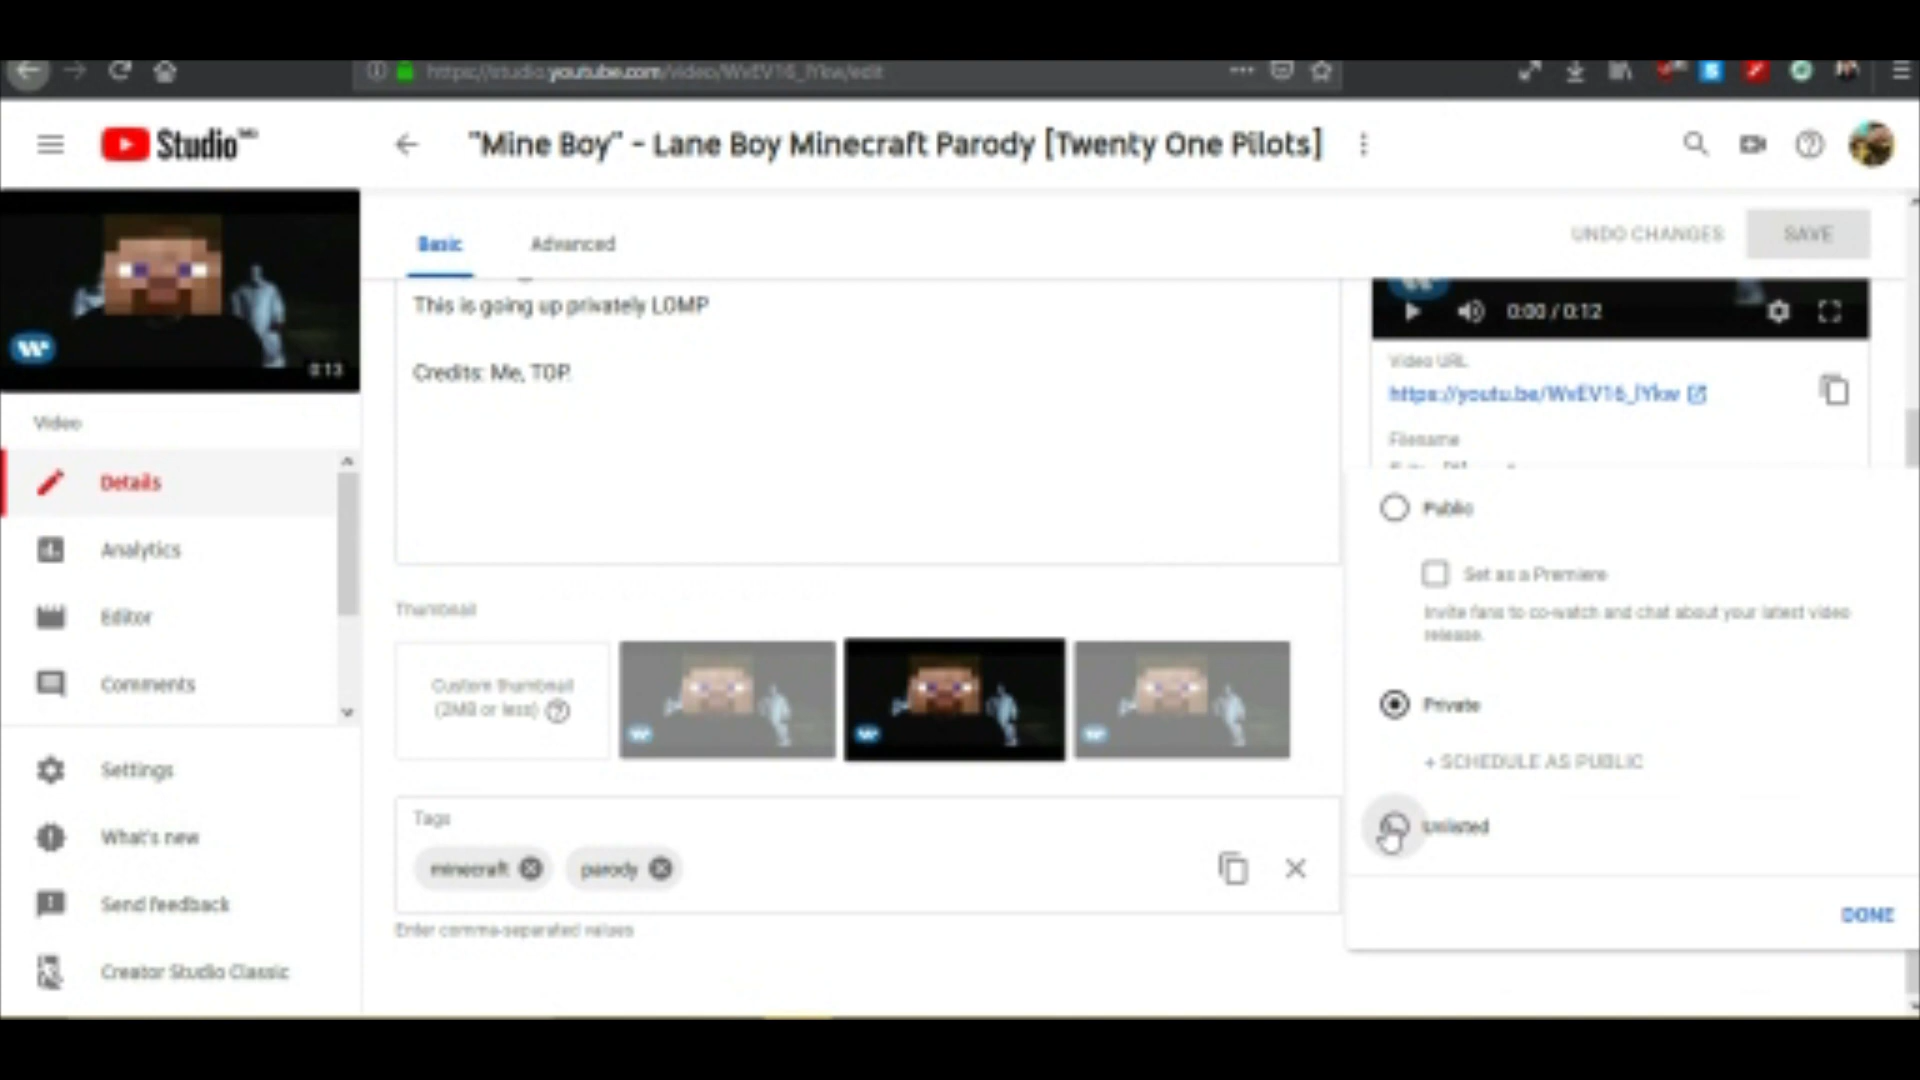 Studio
"Mine Boy" - Lane Boy Minecraft Parody [Twenty One Pilots]
0:13
Video
Details
Analytics
Editor
Comments
Settings
What's new
Send feedback
Creator Studio Classic
Basic
Advanced
UNDO CHANGES
SAVE
This is going up privately LOMP
Credits: Me, TOP.
Thumbnail
Custom thumbnail
(2MB or less)
Tags
minecraft
parody
Enter comma-separated values
0:00 / 0:12
Video URL
https://youtu.be/WvEV16_lYkw
Filename
Public
Set as a Premiere
Invite fans to co-watch and chat about your latest video
release.
Private
+ SCHEDULE AS PUBLIC
Unlisted
DONE